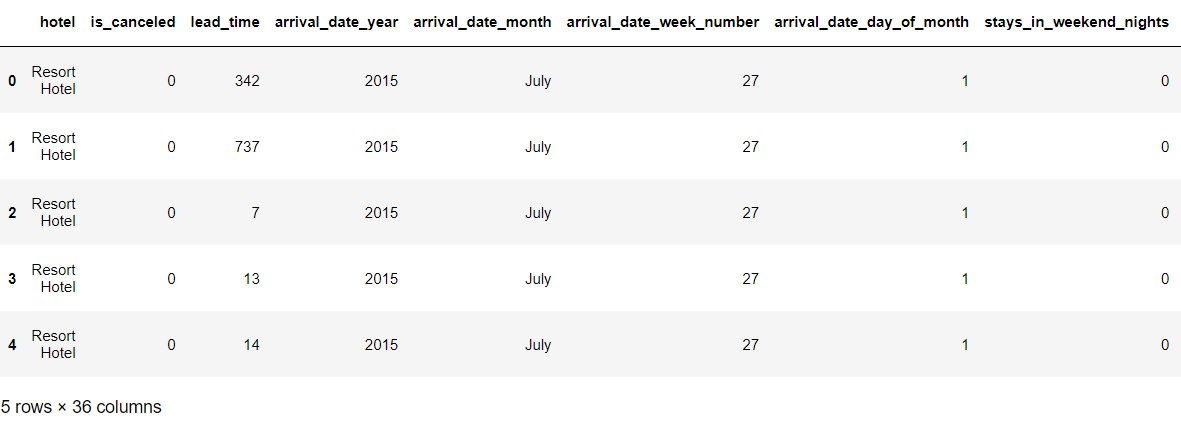 hotel is_canceled lead_time arrival_date_year arrival_date_month arrival_date_week_number arrival_date_day_of_month stays_in_weekend_nights
0 Resort Hotel 0 342 2015 July 27 1 0
1 Resort Hotel 0 737 2015 July 27 1 0
2 Resort Hotel 0 7 2015 July 27 1 0
3 Resort Hotel 0 13 2015 July 27 1 0
4 Resort Hotel 0 14 2015 July 27 1 0
5 rows × 36 columns